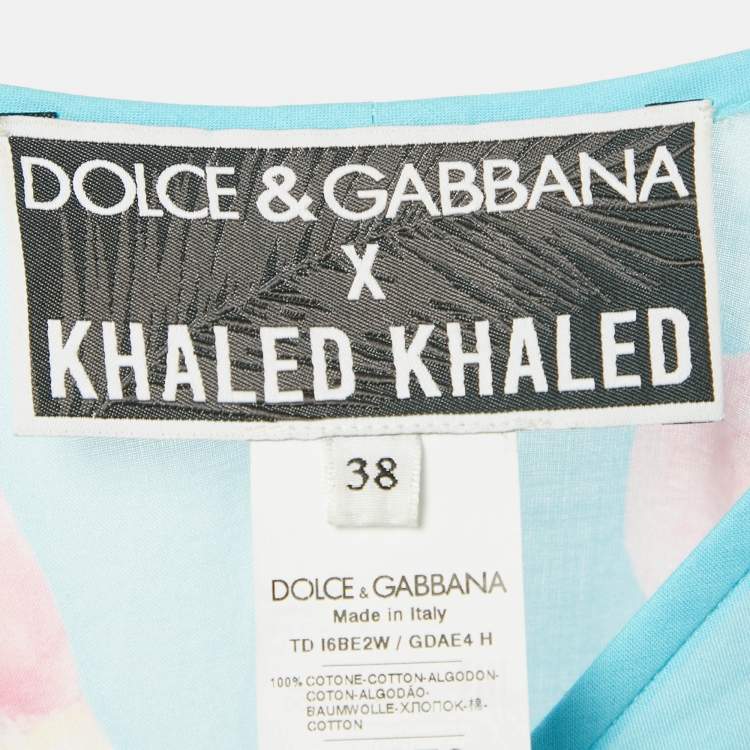 DOLCE & GABBANA
X
KHALED KHALED
38
DOLCE & GABBANA
Made in Italy
TD I6BE2W / GDAE4 H
100% COTONE-COTTON-ALGODON-
COTON-ALGODÃO-
BAUMWOLLE-ХЛОПОК-棉-
COTTON